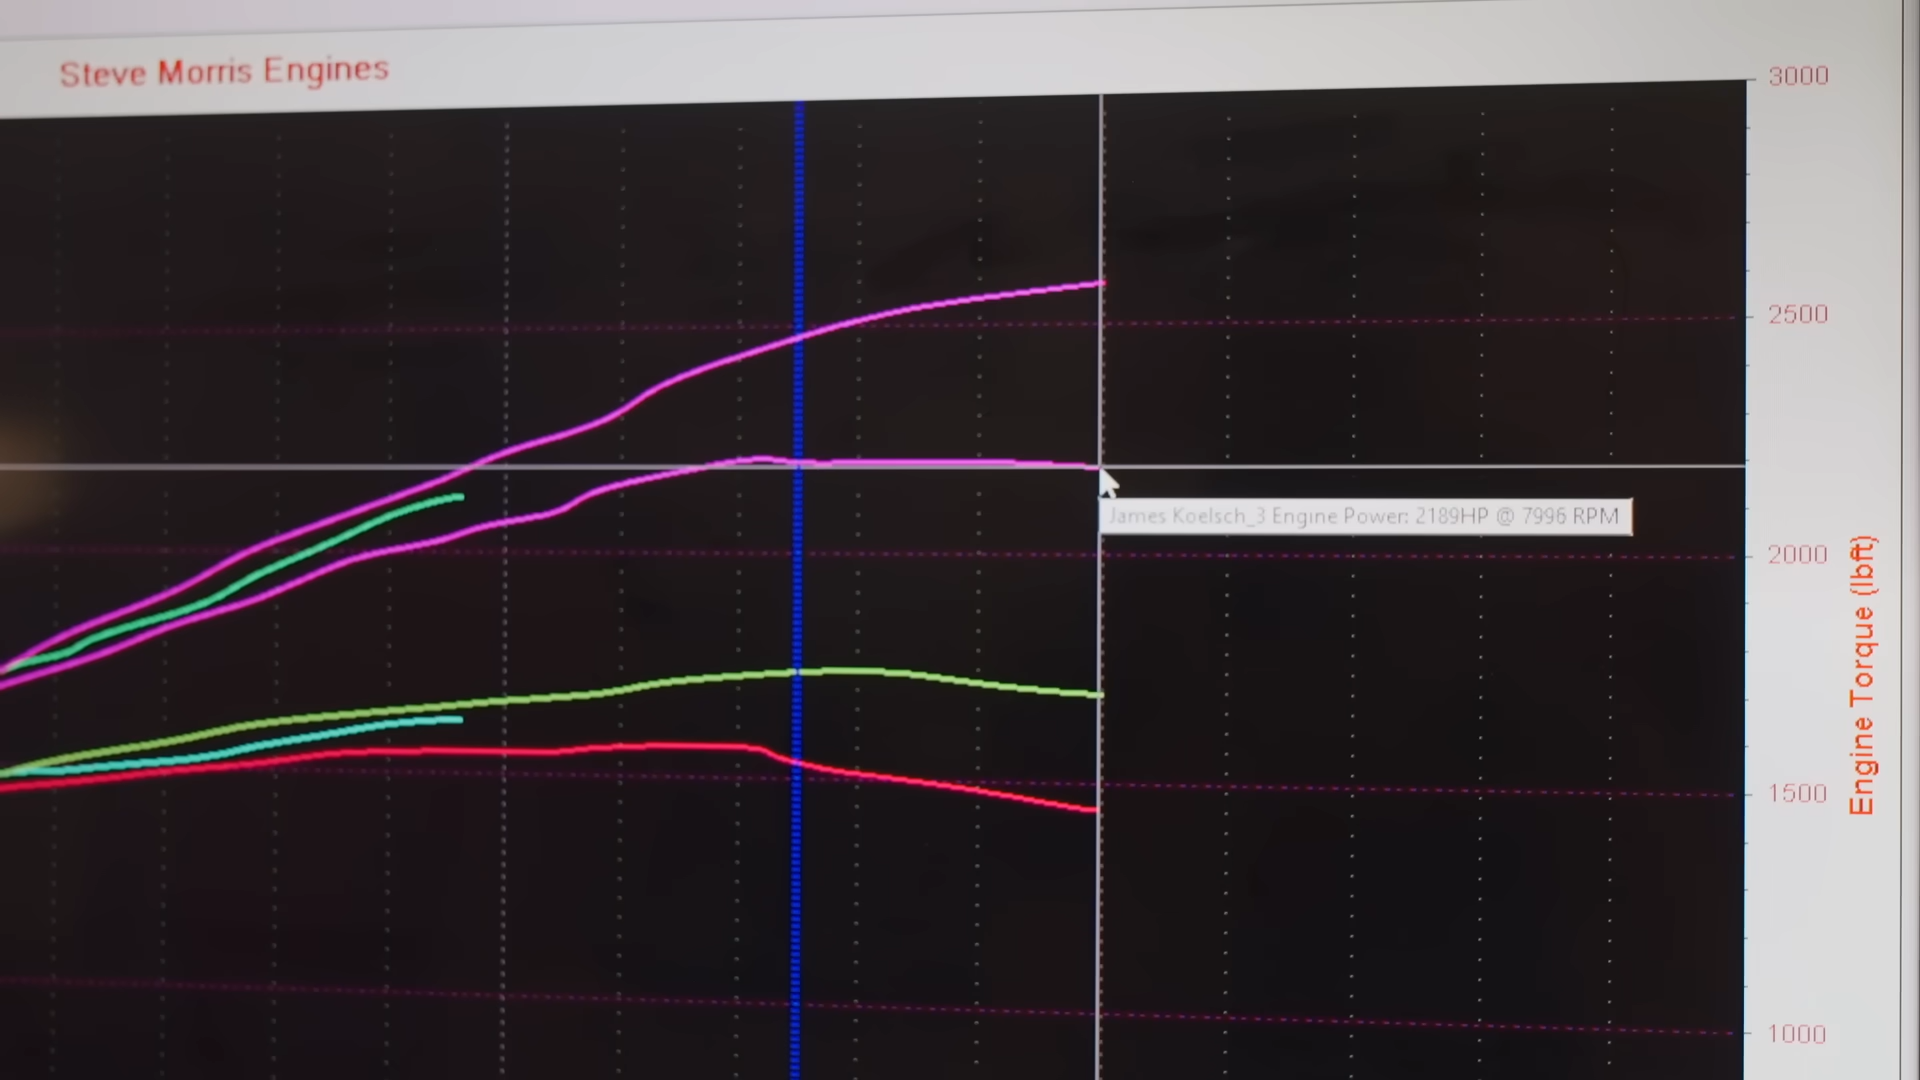 Steve Morris Engines
3000
2500
James Koelsch_3 Engine Power: 2189HP @ 7996 RPM
2000
Engine Torque (lbft)
1500
1000